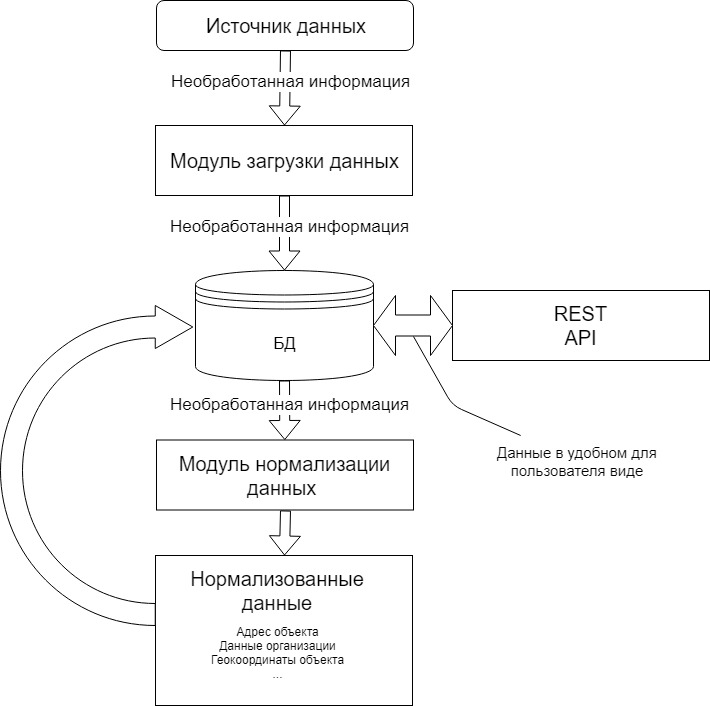 Источник данных
Необработанная информация
Модуль загрузки данных
Необработанная информация
БД
REST
API
Необработанная информация
Данные в удобном для
пользователя виде
Модуль нормализации
данных
Нормализованные
данные
Адрес объекта
Данные организации
Геокоординаты объекта
...